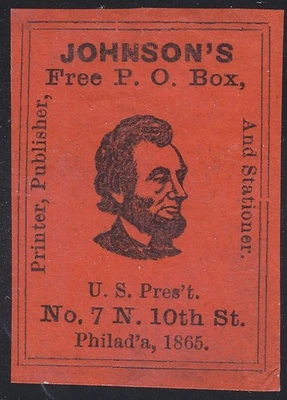 JOHNSON'S
Free P. O. Box,
Printer, Publisher,
And Stationer.
U. S. Pres't.
No. 7 N. 10th St.
Philad'a, 1865.